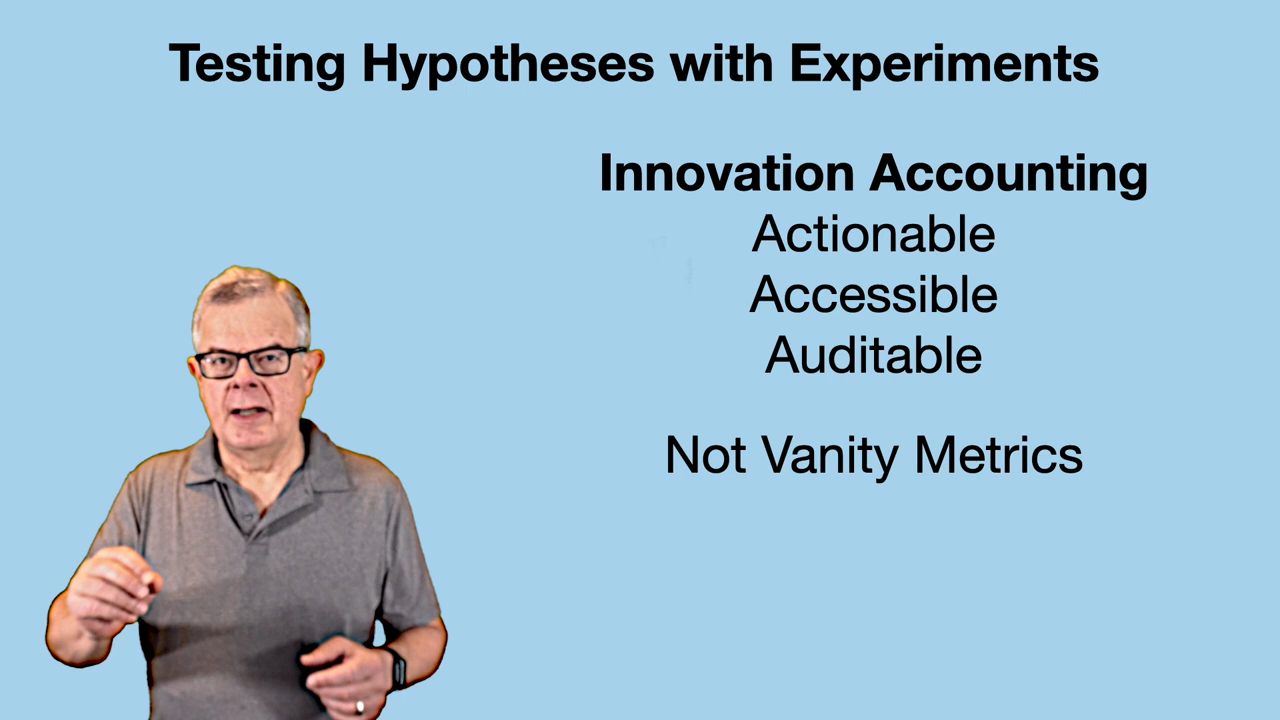 Testing Hypotheses with Experiments
Innovation Accounting
Actionable
Accessible
Auditable
Not Vanity Metrics